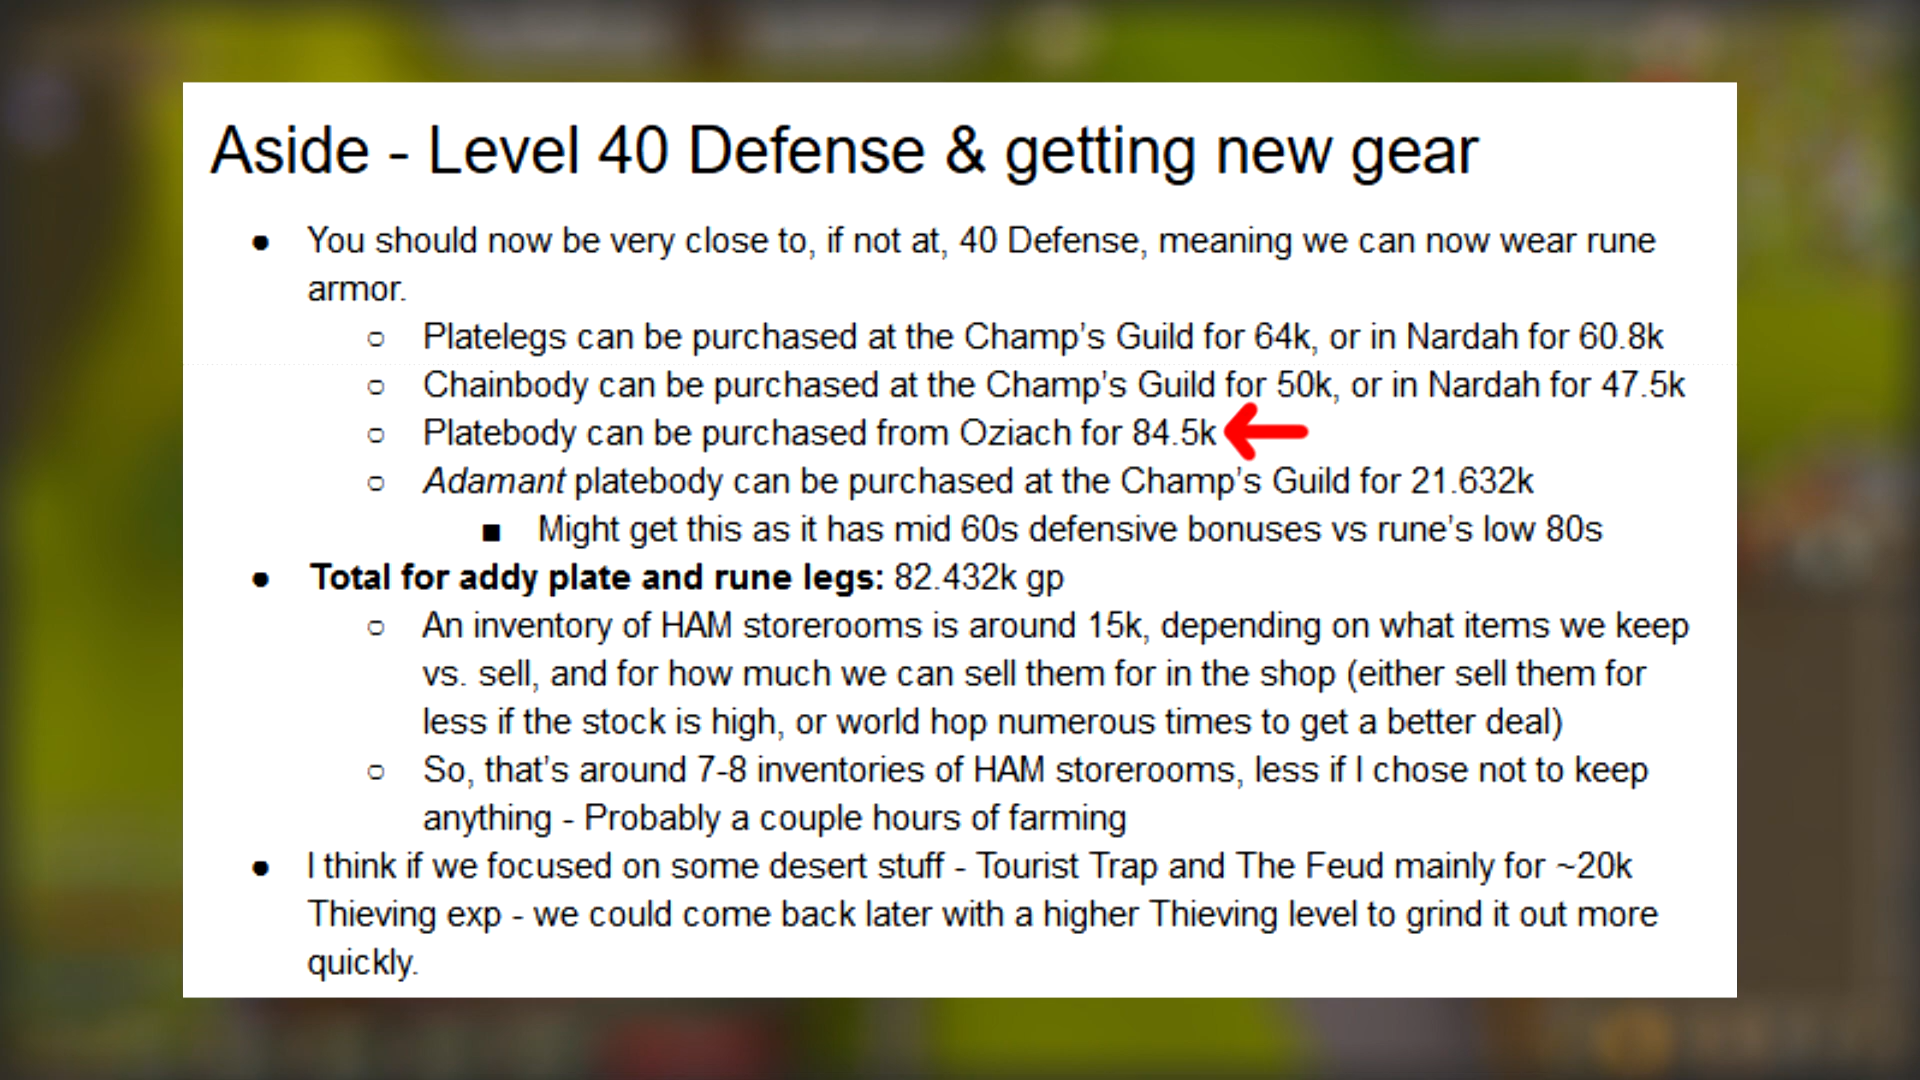 Aside - Level 40 Defense & getting new gear
● You should now be very close to, if not at, 40 Defense, meaning we can now wear rune
armor.
○ Platelegs can be purchased at the Champ's Guild for 64k, or in Nardah for 60.8k
○ Chainbody can be purchased at the Champ's Guild for 50k, or in Nardah for 47.5k
○ Platebody can be purchased from Oziach for 84.5k
○ Adamant platebody can be purchased at the Champ's Guild for 21.632k
■ Might get this as it has mid 60s defensive bonuses vs rune's low 80s
● Total for addy plate and rune legs: 82.432k gp
○ An inventory of HAM storerooms is around 15k, depending on what items we keep
vs. sell, and for how much we can sell them for in the shop (either sell them for
less if the stock is high, or world hop numerous times to get a better deal)
○ So, that's around 7-8 inventories of HAM storerooms, less if I chose not to keep
anything - Probably a couple hours of farming
● I think if we focused on some desert stuff - Tourist Trap and The Feud mainly for ~20k
Thieving exp - we could come back later with a higher Thieving level to grind it out more
quickly.